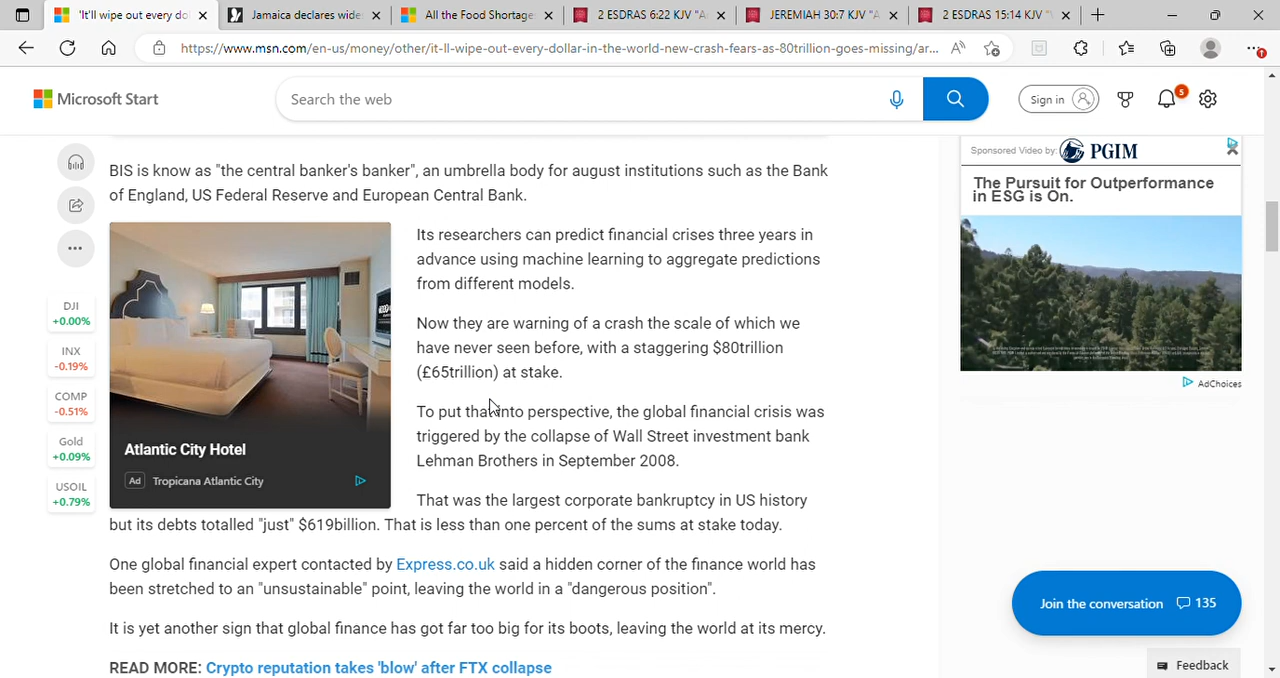 'It'll wipe out every do
Jamaica declares wide
All the Food Shortage
2 ESDRAS 6:22 KJV "A
JEREMIAH 30:7 KJV "A
2 ESDRAS 15:14 KJV "
https://www.msn.com/en-us/money/other/it-ll-wipe-out-every-dollar-in-the-world-new-crash-fears-as-80trillion-goes-missing/ar...
Microsoft Start
Search the web
Sign in
5
BIS is know as "the central banker's banker", an umbrella body for august institutions such as the Bank
of England, US Federal Reserve and European Central Bank.
Its researchers can predict financial crises three years in
advance using machine learning to aggregate predictions
from different models.
Now they are warning of a crash the scale of which we
have never seen before, with a staggering $80trillion
(£65trillion) at stake.
To put that into perspective, the global financial crisis was
triggered by the collapse of Wall Street investment bank
Lehman Brothers in September 2008.
That was the largest corporate bankruptcy in US history
but its debts totalled "just" $619billion. That is less than one percent of the sums at stake today.
One global financial expert contacted by Express.co.uk said a hidden corner of the finance world has
been stretched to an "unsustainable" point, leaving the world in a "dangerous position".
It is yet another sign that global finance has got far too big for its boots, leaving the world at its mercy.
READ MORE: Crypto reputation takes 'blow' after FTX collapse
DJI
+0.00%
INX
-0.19%
COMP
-0.51%
Gold
+0.09%
USOIL
+0.79%
Atlantic City Hotel
Ad Tropicana Atlantic City
Sponsored Video by:
PGIM
The Pursuit for Outperformance
in ESG is On.
AdChoices
Join the conversation 135
Feedback